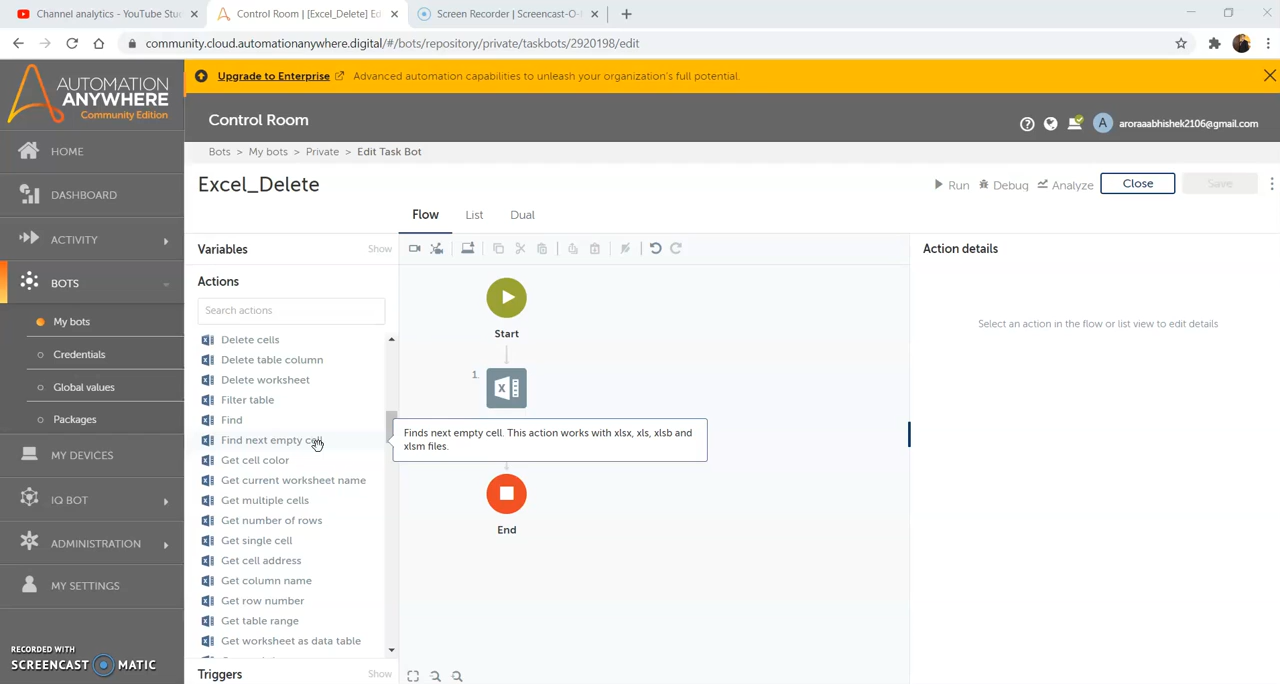 Channel analytics - YouTube Stu
Control Room | [Excel_Delete] Ed
Screen Recorder | Screencast-O-
community.cloud.automationanywhere.digital/#/bots/repository/private/taskbots/2920198/edit
AUTOMATION
ANYWHERE
Community Edition
Upgrade to Enterprise
Advanced automation capabilities to unleash your organization's full potential.
Control Room
A
aroraaabhishek2106@gmail.com
Bots > My bots > Private > Edit Task Bot
Excel_Delete
Run
Debug
Analyze
Close
Save
HOME
DASHBOARD
ACTIVITY
BOTS
My bots
Credentials
Global values
Packages
MY DEVICES
IQ BOT
ADMINISTRATION
MY SETTINGS
RECORDED WITH
SCREENCAST MATIC
Flow
List
Dual
Variables
Show
Actions
Search actions
Delete cells
Delete table column
Delete worksheet
Filter table
Find
Find next empty cell
Get cell color
Get current worksheet name
Get multiple cells
Get number of rows
Get single cell
Get cell address
Get column name
Get row number
Get table range
Get worksheet as data table
Triggers
Show
Start
1.
Finds next empty cell. This action works with xlsx, xls, xlsb and
xlsm files.
End
Action details
Select an action in the flow or list view to edit details